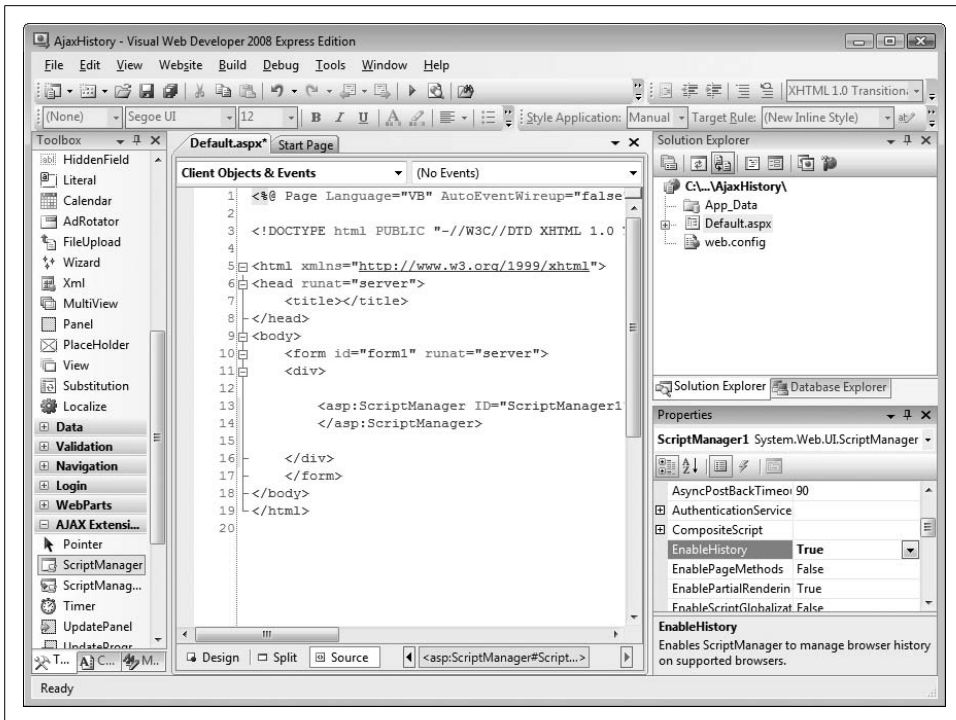 AjaxHistory - Visual Web Developer 2008 Express Edition
File Edit View Website Build Debug Tools Window Help
XHTML 1.0 Transition
(None) Segoe UI 12 B I U A Style Application: Manual Target Rule: (New Inline Style) ab
Toolbox
ab HiddenField
Literal
Calendar
AdRotator
FileUpload
Wizard
Xml
MultiView
Panel
PlaceHolder
View
Substitution
Localize
Data
Validation
Navigation
Login
WebParts
AJAX Extensi...
Pointer
ScriptManager
ScriptManag...
Timer
UpdatePanel
UpdateProgr
T... A C... M..
Default.aspx* Start Page
Client Objects & Events (No Events)
1 <%@ Page Language="VB" AutoEventWireup="false
2
3 <!DOCTYPE html PUBLIC "-//W3C//DTD XHTML 1.0
4
5 <html xmlns="http://www.w3.org/1999/xhtml">
6 <head runat="server">
7 <title></title>
8 </head>
9 <body>
10 <form id="form1" runat="server">
11 <div>
12
13 <asp:ScriptManager ID="ScriptManager1"
14 </asp:ScriptManager>
15
16 </div>
17 </form>
18 </body>
19 </html>
20
Design Split Source <asp:ScriptManager#Script...>
Solution Explorer
C:\...\AjaxHistory\
App_Data
Default.aspx
web.config
Solution Explorer Database Explorer
Properties
ScriptManager1 System.Web.UI.ScriptManager
AsyncPostBackTimeou 90
AuthenticationService
CompositeScript
EnableHistory True
EnablePageMethods False
EnablePartialRenderin True
EnableScriptGlobalizat False
EnableHistory
Enables ScriptManager to manage browser history
on supported browsers.
Ready